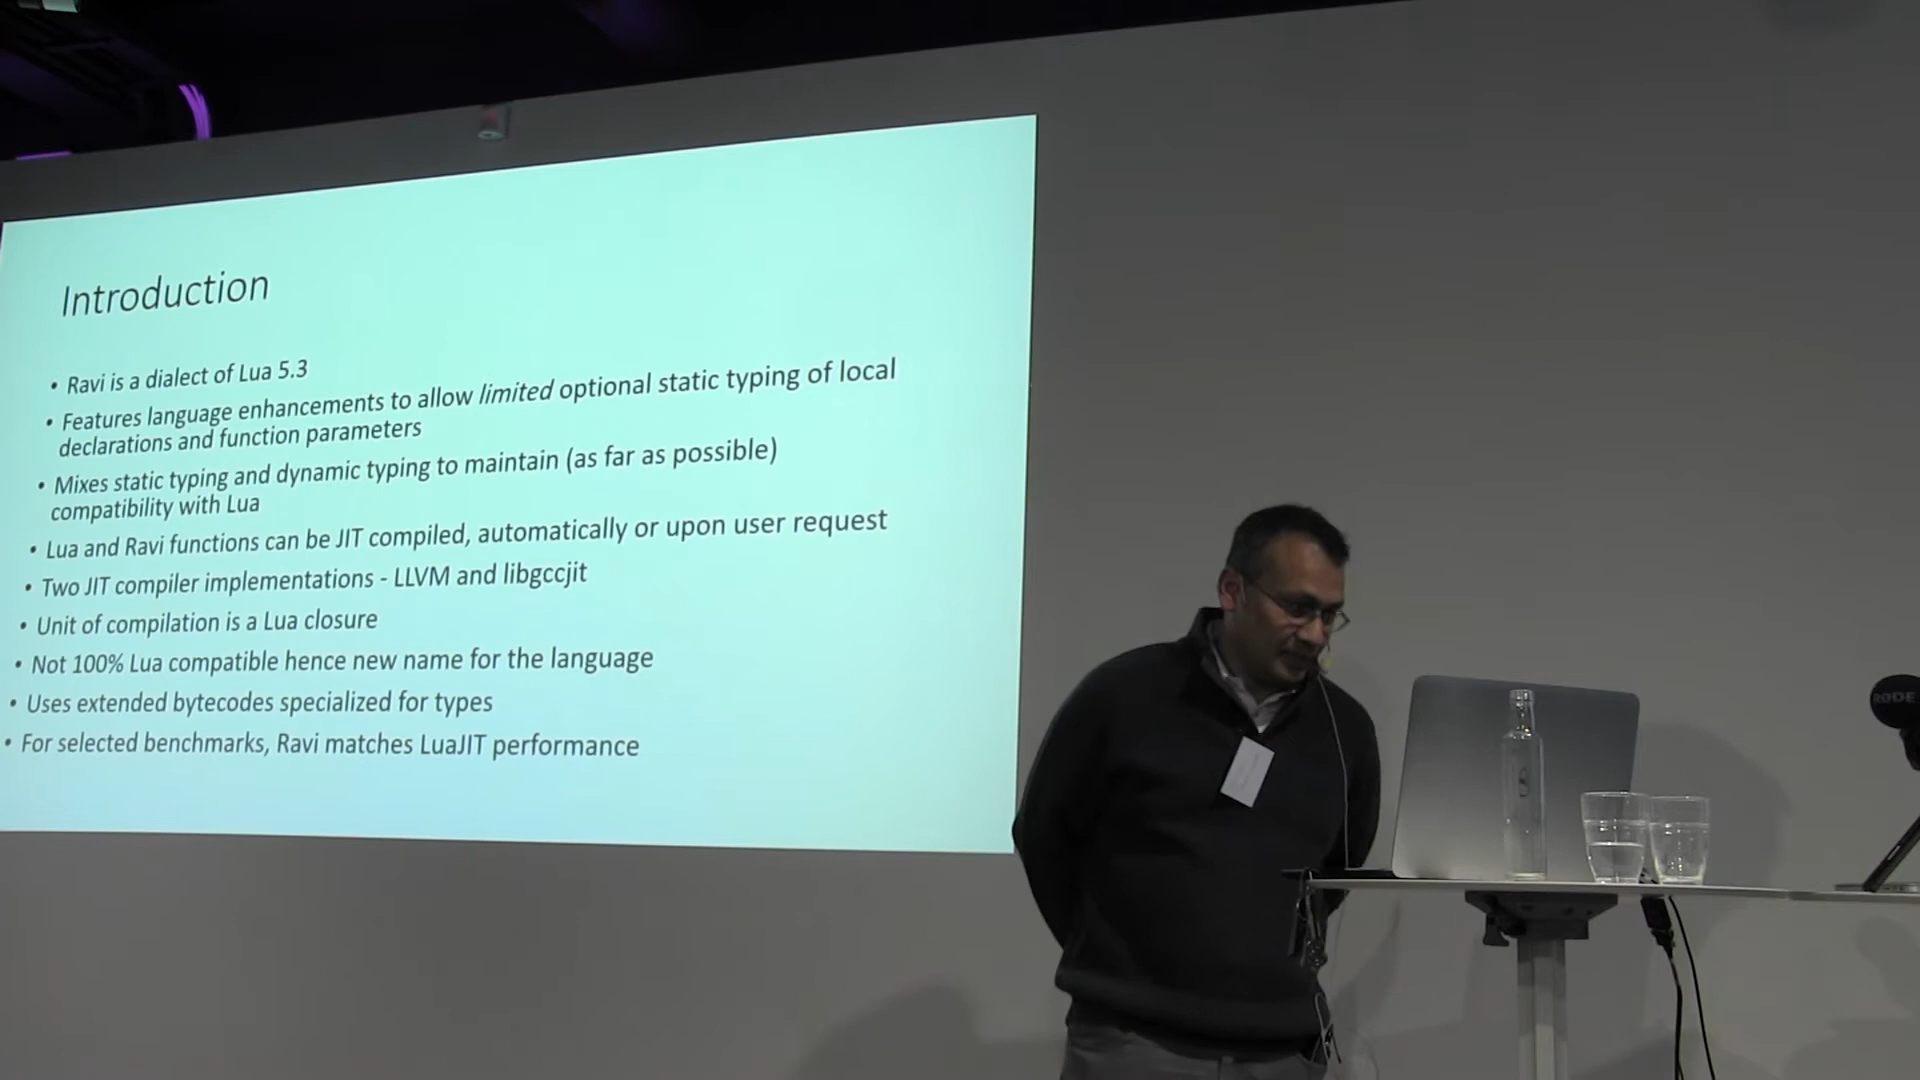 Introduction
• Ravi is a dialect of Lua 5.3
• Features language enhancements to allow limited optional static typing of local
declarations and function parameters
• Mixes static typing and dynamic typing to maintain (as far as possible)
compatibility with Lua
• Lua and Ravi functions can be JIT compiled, automatically or upon user request
• Two JIT compiler implementations - LLVM and libgccjit
• Unit of compilation is a Lua closure
• Not 100% Lua compatible hence new name for the language
• Uses extended bytecodes specialized for types
• For selected benchmarks, Ravi matches LuaJIT performance
RØDE